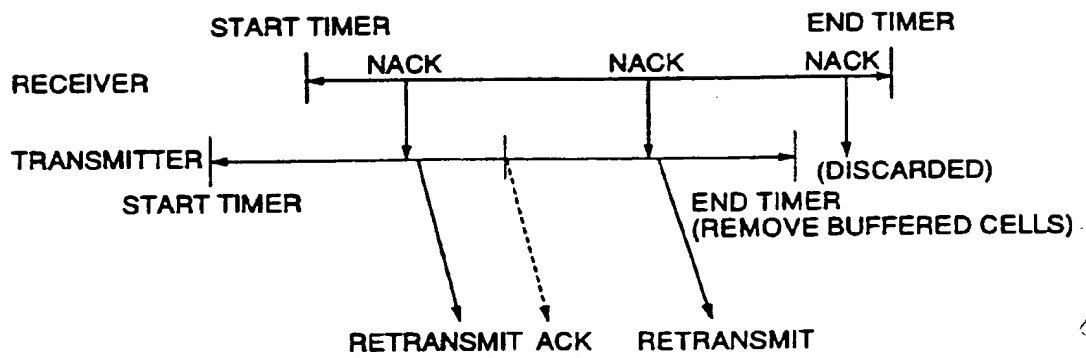 START TIMER
END TIMER
NACK
NACK
NACK
RECEIVER
TRANSMITTER
(DISCARDED)
START TIMER
END TIMER
(REMOVE BUFFERED CELLS)
RETRANSMIT
ACK
RETRANSMIT